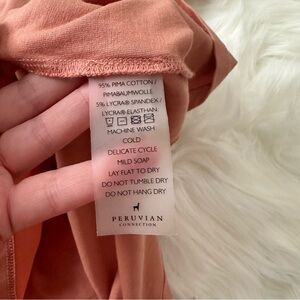 95% PIMA COTTON /
PIMABAUMWOLLE
5% LYCRA® SPANDEX/
LYCRA® ELASTHAN
MACHINE WASH
COLD
DELICATE CYCLE
MILD SOAP
LAY FLAT TO DRY
DO NOT TUMBLE DRY
DO NOT HANG DRY
PERUVIAN
CONNECTION